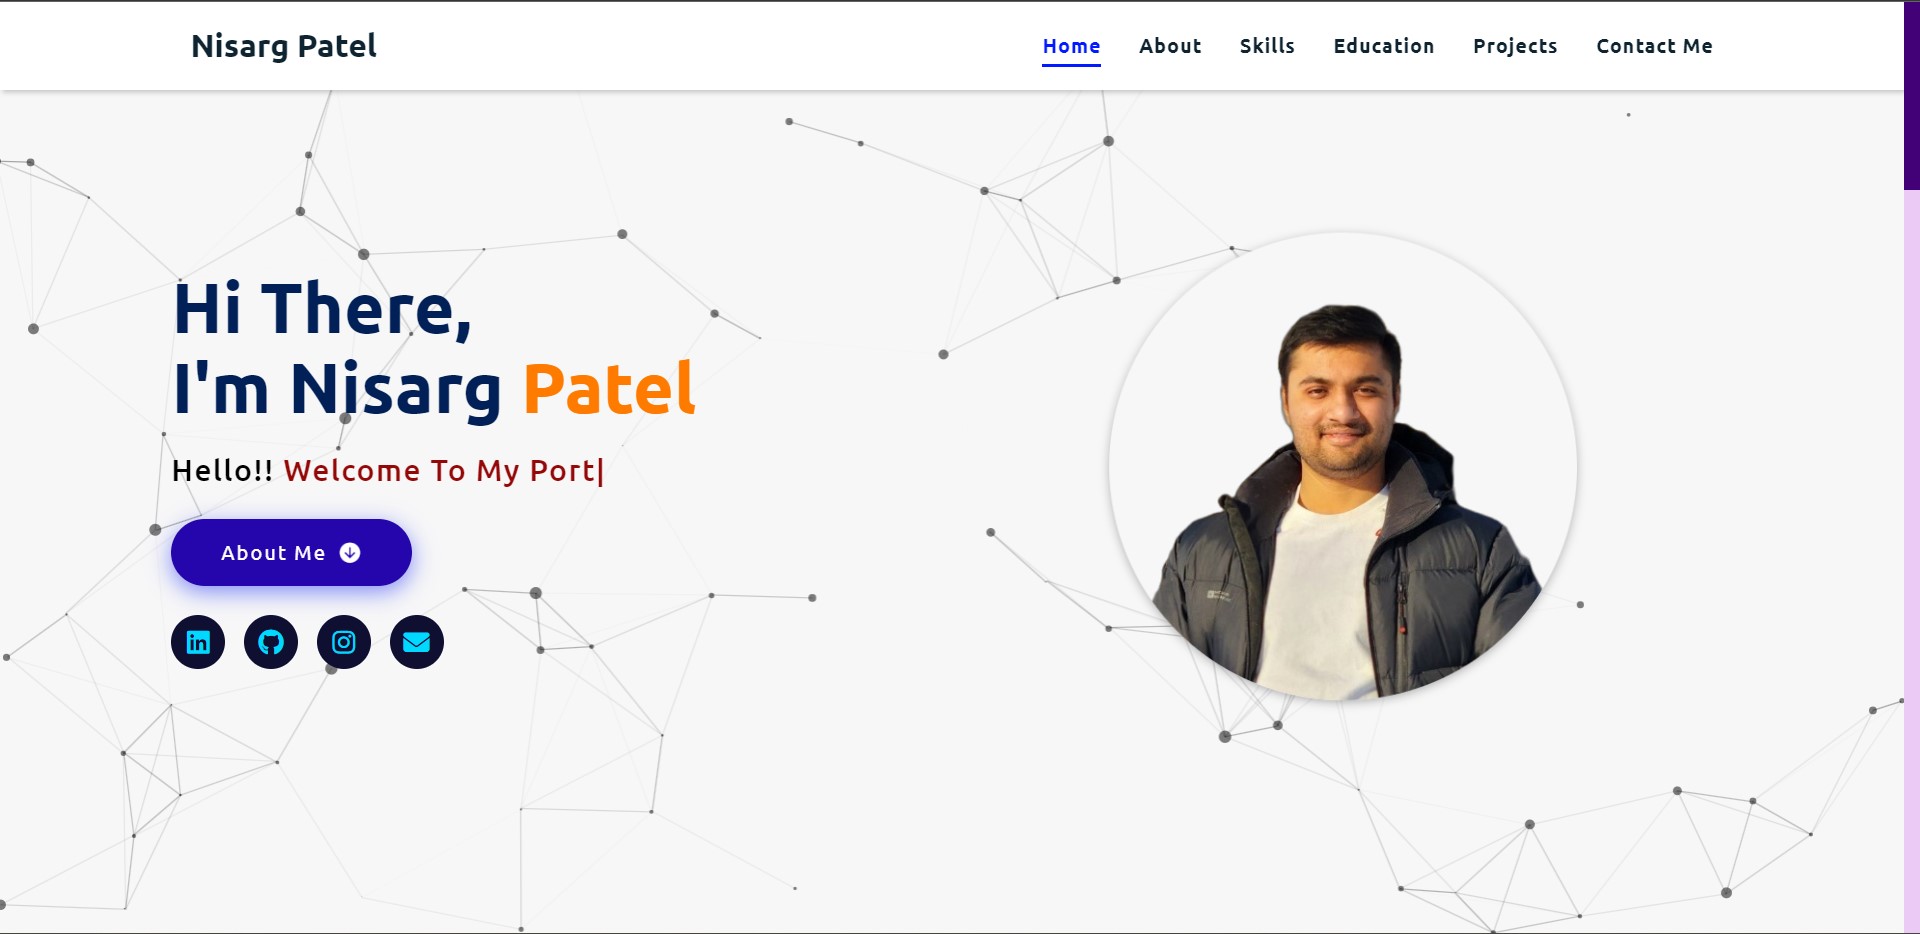 Nisarg Patel
Home About Skills Education Projects Contact Me
Hi There,
I'm Nisarg Patel
Hello!! Welcome To My Port|
About Me
in